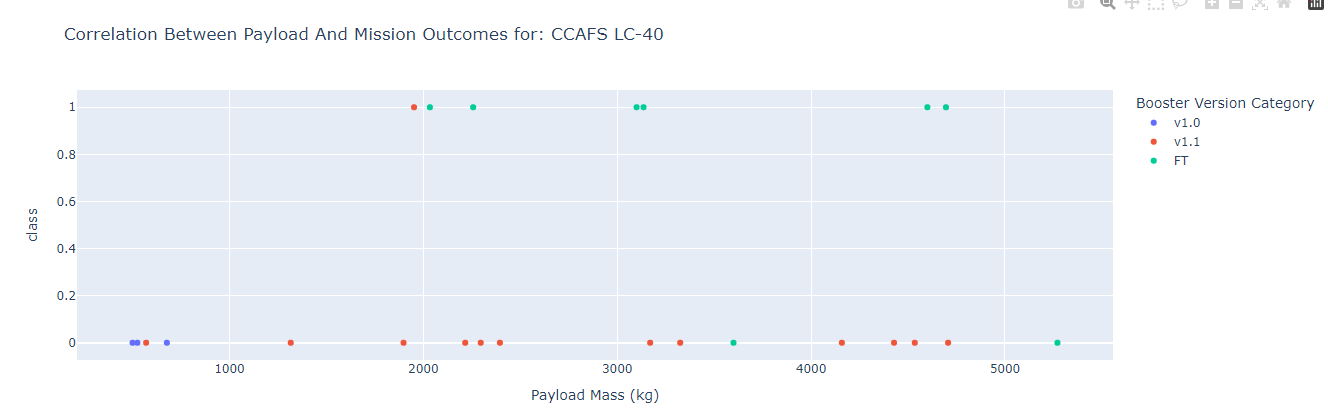 Correlation Between Payload And Mission Outcomes for: CCAFS LC-40
Booster Version Category
v1.0
v1.1
FT
1
0.8
0.6
0.4
0.2
0
class
1000 2000 3000 4000 5000
Payload Mass (kg)